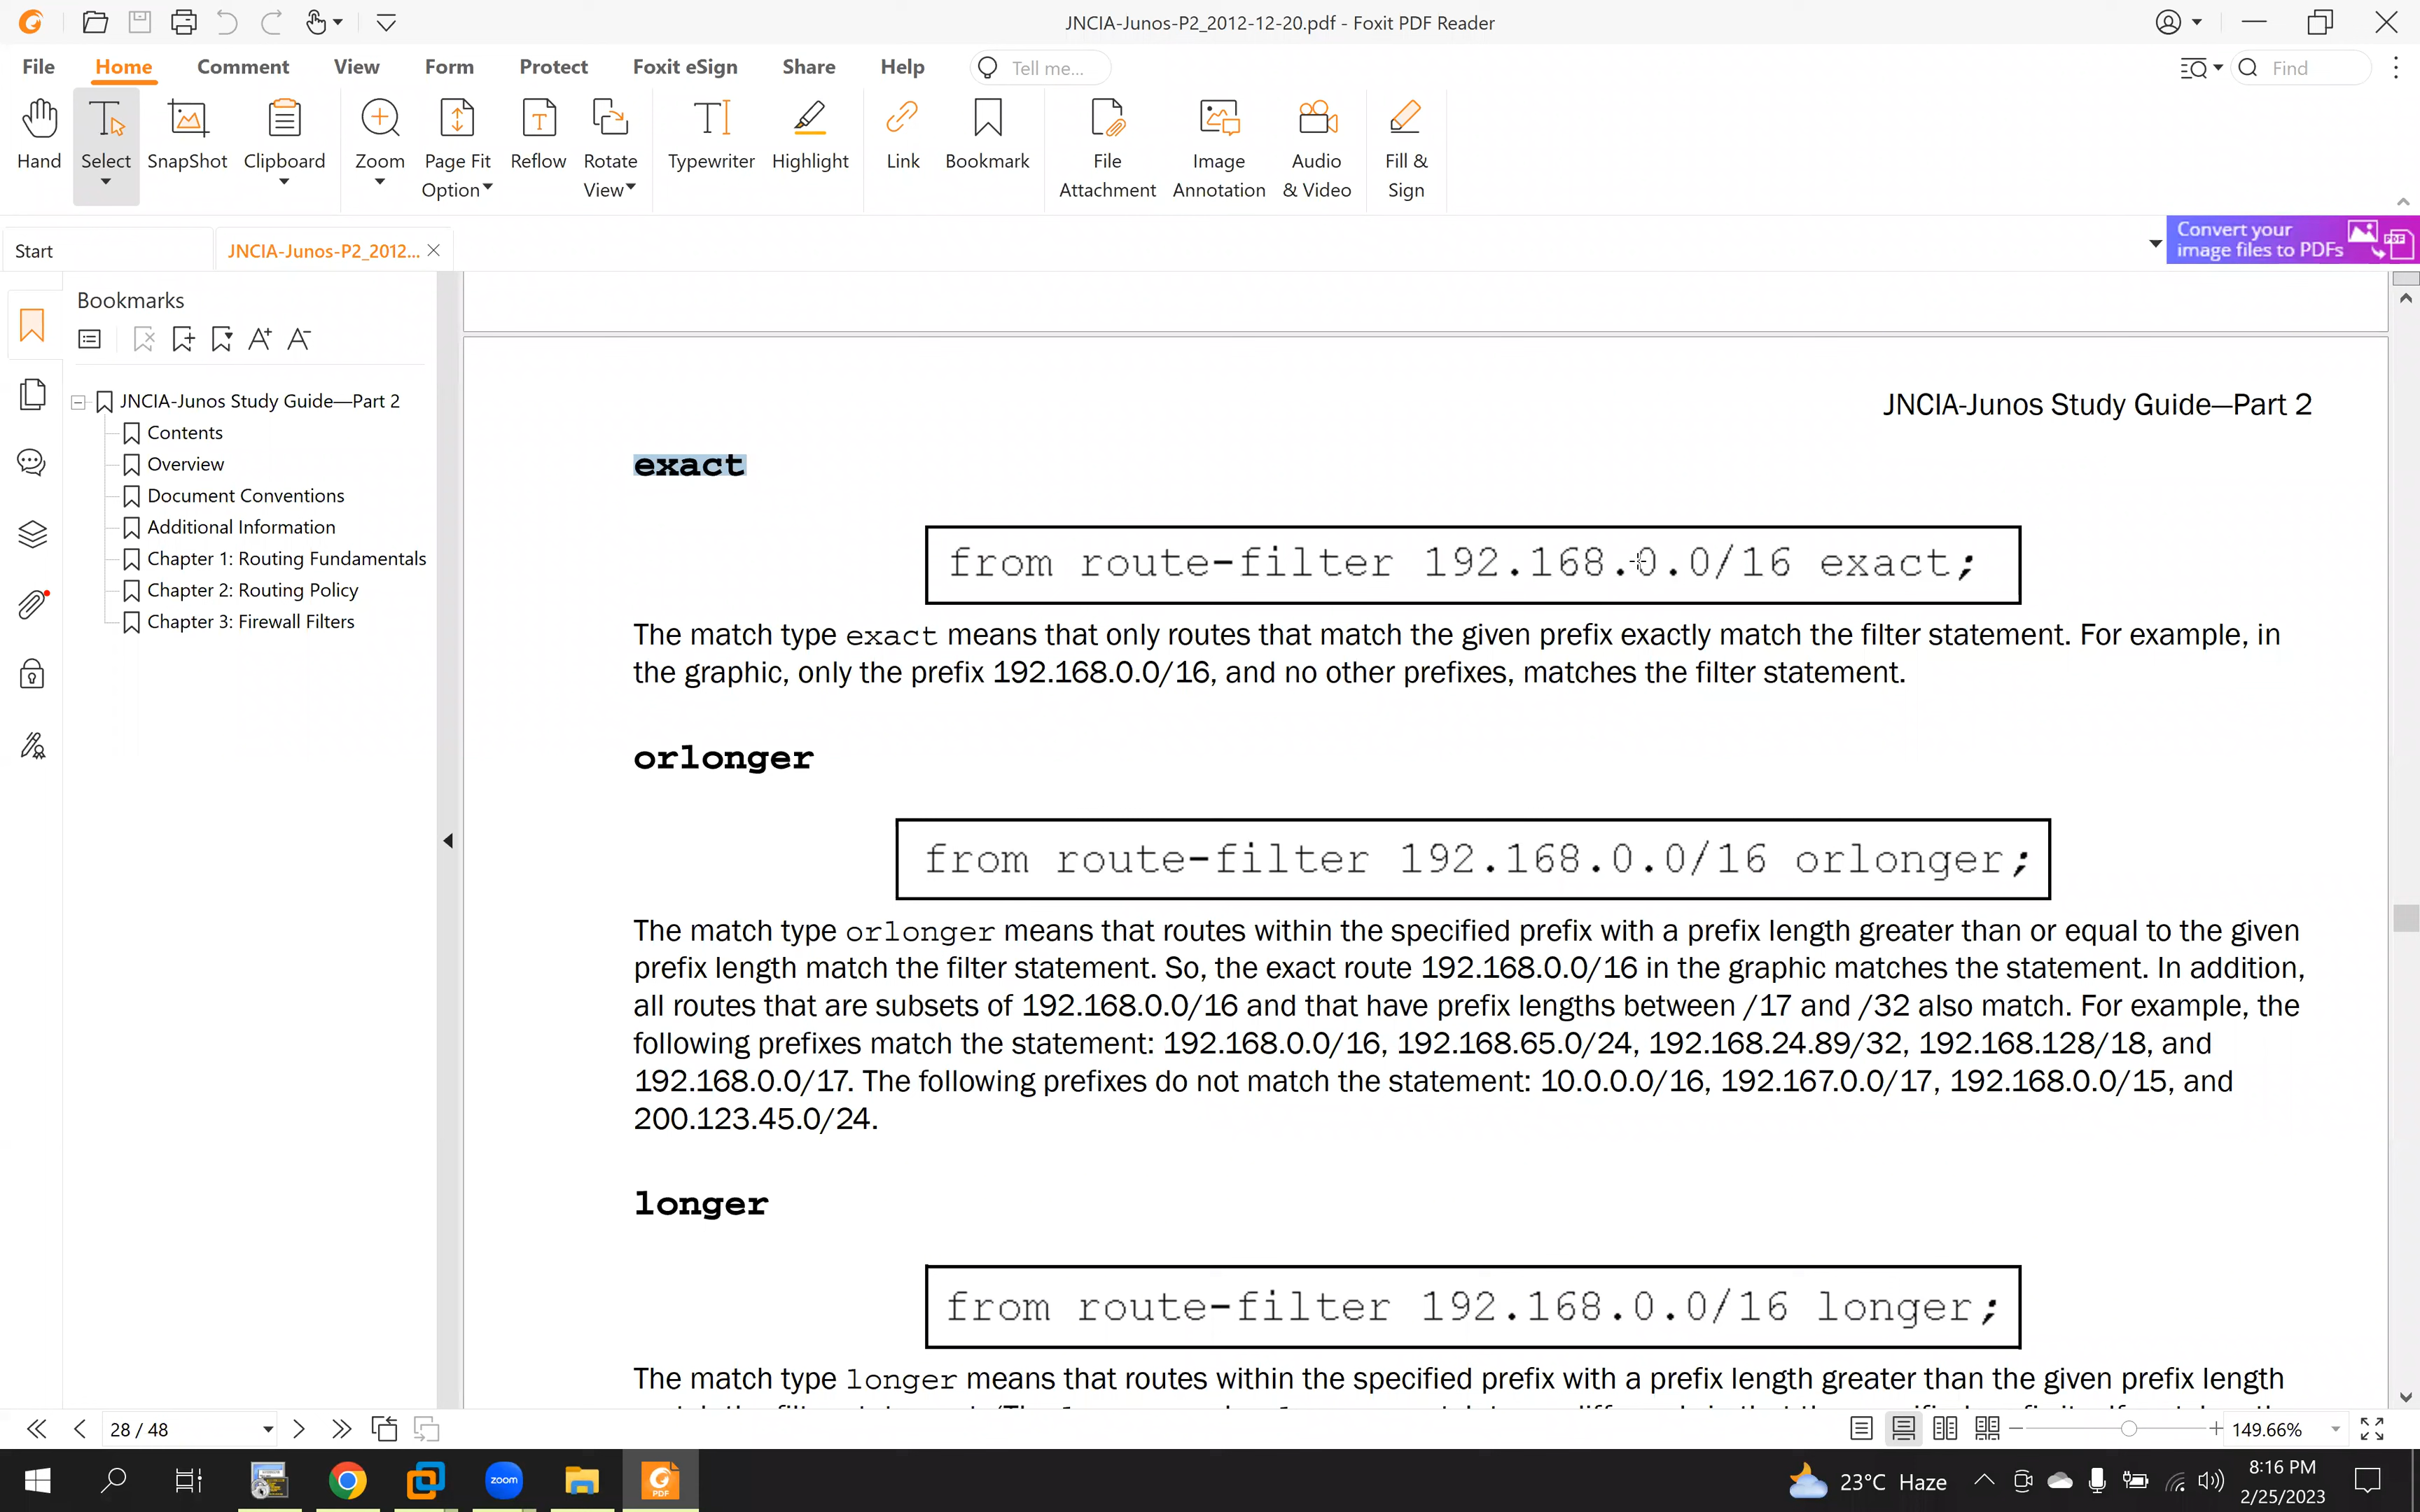 JNCIA-Junos-P2_2012-12-20.pdf - Foxit PDF Reader
File Home Comment View Form Protect Foxit eSign Share Help Tell me... Find
Hand Select SnapShot Clipboard Zoom Page Fit Option Reflow Rotate View Typewriter Highlight Link Bookmark File Attachment Image Annotation Audio & Video Fill & Sign
Start JNCIA-Junos-P2_2012...
Convert your
image files to PDFs
Bookmarks
JNCIA-Junos Study Guide—Part 2
Contents
Overview
Document Conventions
Additional Information
Chapter 1: Routing Fundamentals
Chapter 2: Routing Policy
Chapter 3: Firewall Filters
JNCIA-Junos Study Guide—Part 2
exact
from route-filter 192.168.0.0/16 exact;
The match type exact means that only routes that match the given prefix exactly match the filter statement. For example, in
the graphic, only the prefix 192.168.0.0/16, and no other prefixes, matches the filter statement.
orlonger
from route-filter 192.168.0.0/16 orlonger;
The match type orlonger means that routes within the specified prefix with a prefix length greater than or equal to the given
prefix length match the filter statement. So, the exact route 192.168.0.0/16 in the graphic matches the statement. In addition,
all routes that are subsets of 192.168.0.0/16 and that have prefix lengths between /17 and /32 also match. For example, the
following prefixes match the statement: 192.168.0.0/16, 192.168.65.0/24, 192.168.24.89/32, 192.168.128/18, and
192.168.0.0/17. The following prefixes do not match the statement: 10.0.0.0/16, 192.167.0.0/17, 192.168.0.0/15, and
200.123.45.0/24.
longer
from route-filter 192.168.0.0/16 longer;
The match type longer means that routes within the specified prefix with a prefix length greater than the given prefix length
28 / 48
149.66%
zoom
PDF
23°C Haze
8:16 PM
2/25/2023